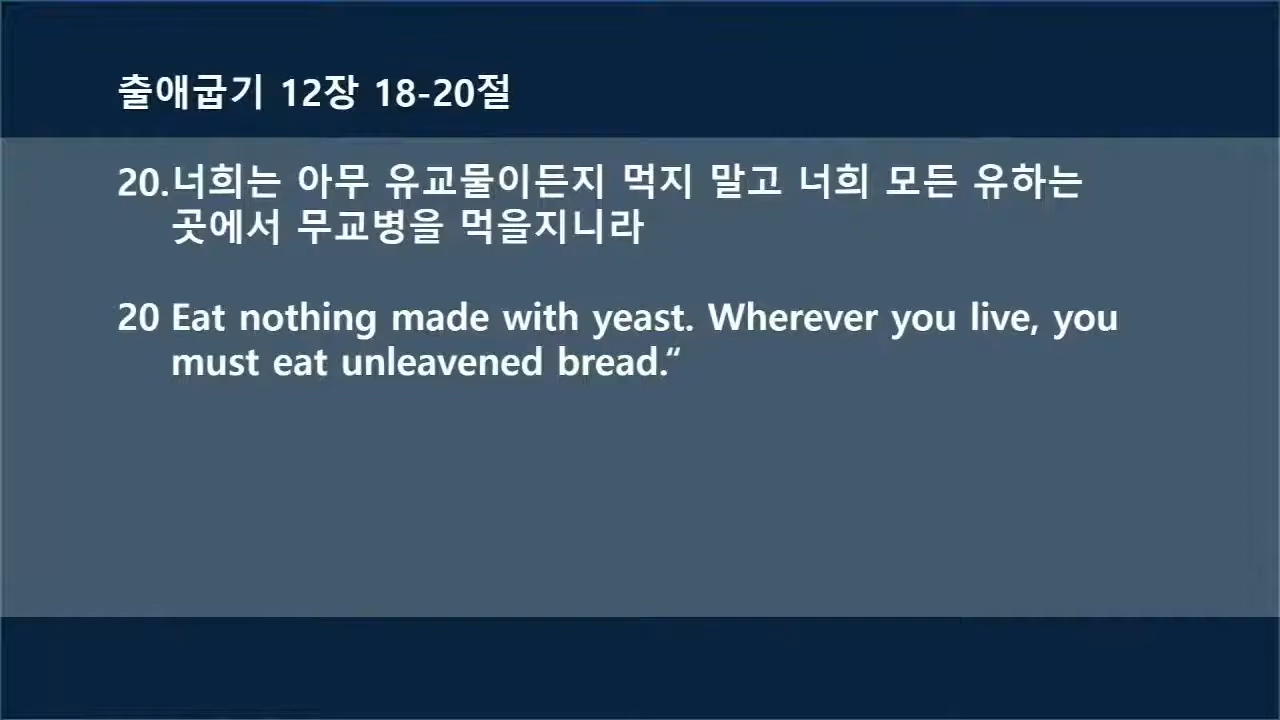 출애굽기 12장 18-20절
20.너희는 아무 유교물이든지 먹지 말고 너희 모든 유하는
곳에서 무교병을 먹을지니라
20 Eat nothing made with yeast. Wherever you live, you
must eat unleavened bread.“